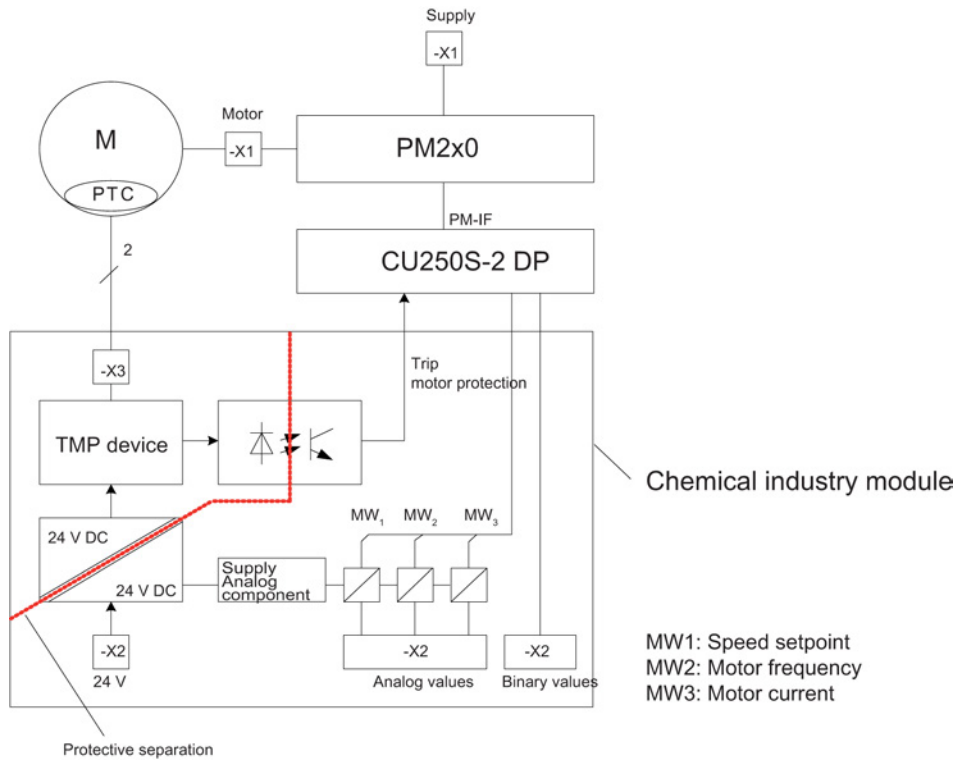 Supply
-X1
Motor
M
-X1
PM2x0
PTC
PM-IF
2
CU250S-2 DP
-X3
Trip
motor protection
TMP device
Chemical industry module
MW1 MW2 MW3
24 V DC
24 V DC
Supply
Analog
component
-X2
-X2
-X2
24 V
Analog values
Binary values
MW1: Speed setpoint
MW2: Motor frequency
MW3: Motor current
Protective separation